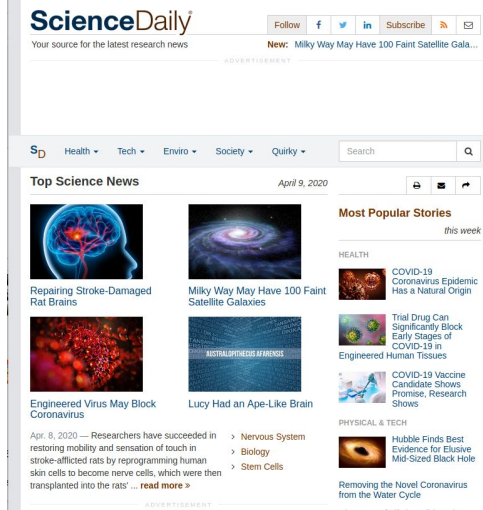 ScienceDaily
Your source for the latest research news
Follow
Subscribe
New: Milky Way May Have 100 Faint Satellite Gala...
ADVERTISEMENT
SD
Health
Tech
Enviro
Society
Quirky
Search
Top Science News
April 9, 2020
Repairing Stroke-Damaged
Rat Brains
Milky Way May Have 100 Faint
Satellite Galaxies
AUSTRALOPITHECUS AFARENSIS
Engineered Virus May Block
Coronavirus
Lucy Had an Ape-Like Brain
Apr. 8, 2020 — Researchers have succeeded in
restoring mobility and sensation of touch in
stroke-afflicted rats by reprogramming human
skin cells to become nerve cells, which were then
transplanted into the rats' ... read more »
> Nervous System
> Biology
> Stem Cells
ADVERTISEMENT
Most Popular Stories
this week
HEALTH
COVID-19
Coronavirus Epidemic
Has a Natural Origin
Trial Drug Can
Significantly Block
Early Stages of
COVID-19 in
Engineered Human Tissues
COVID-19 Vaccine
Candidate Shows
Promise, Research
Shows
PHYSICAL & TECH
Hubble Finds Best
Evidence for Elusive
Mid-Sized Black Hole
Removing the Novel Coronavirus
from the Water Cycle